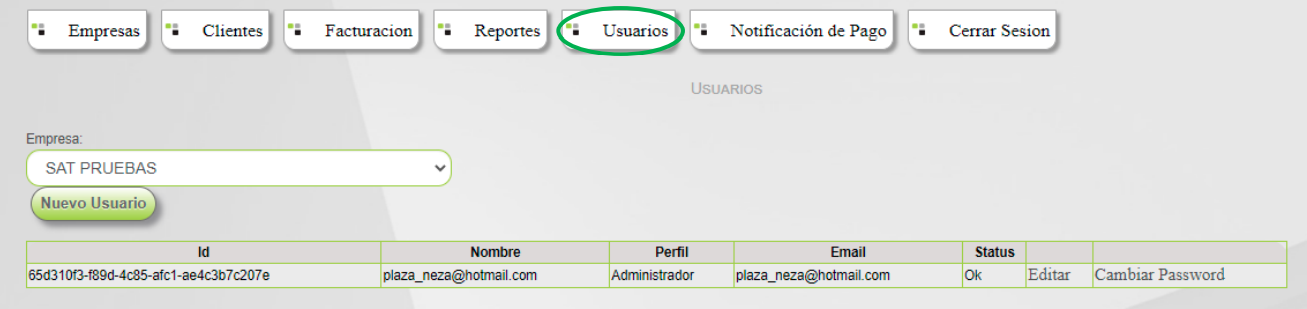 Empresas Clientes Facturacion Reportes Usuarios Notificación de Pago Cerrar Sesion
USUARIOS
Empresa:
SAT PRUEBAS
Nuevo Usuario
Id Nombre Perfil Email Status
65d310f3-f89d-4c85-afc1-ae4c3b7c207e plaza_neza@hotmail.com Administrador plaza_neza@hotmail.com Ok Editar Cambiar Password